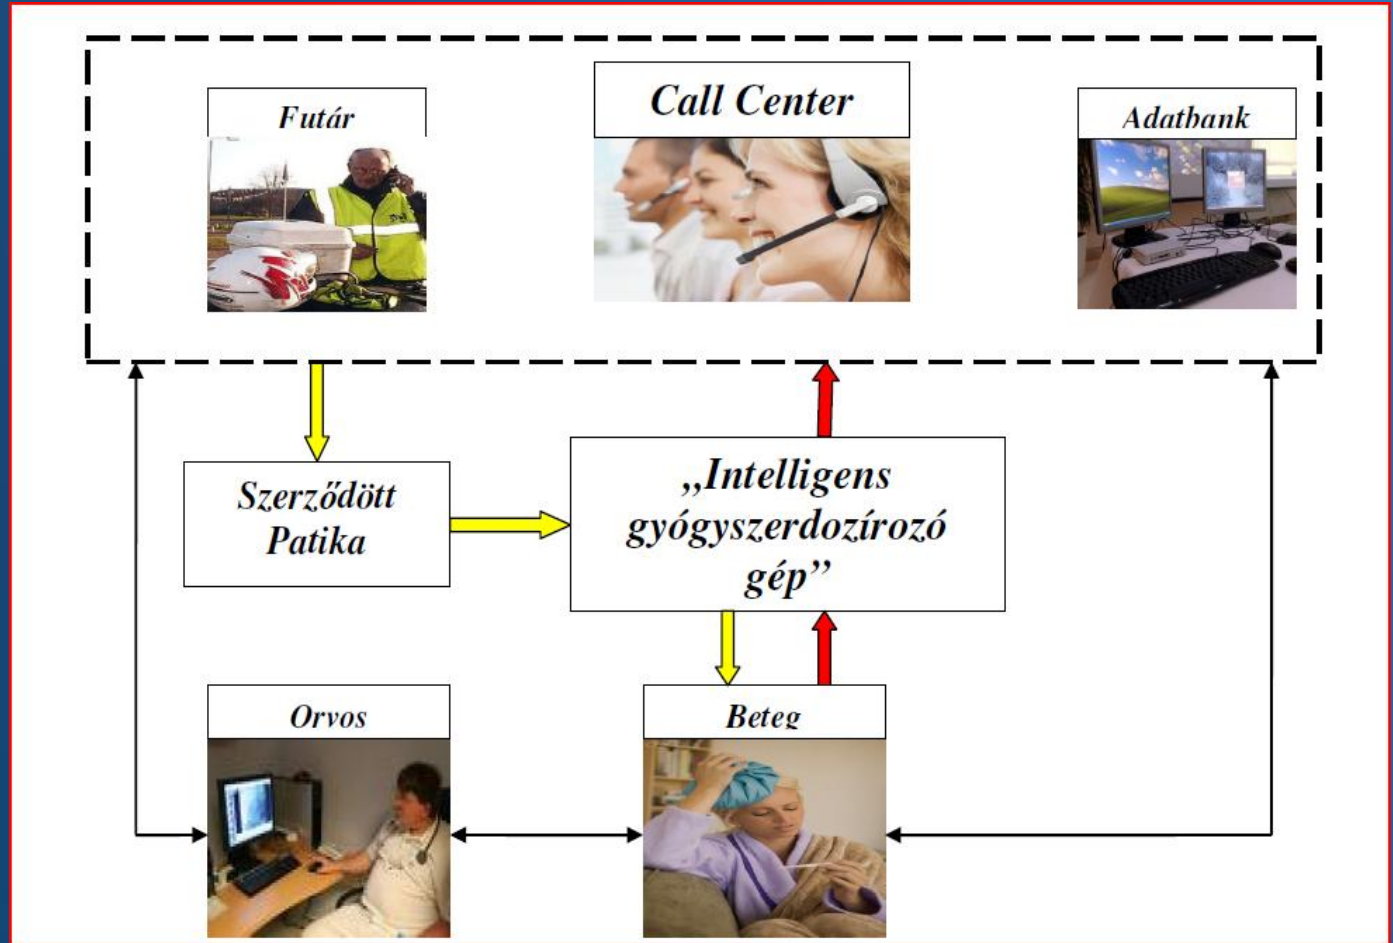 Futár
Call Center
Adatbank
Szerződött
Patika
„Intelligens
gyógyszerdozírozó
gép”
Orvos
Beteg